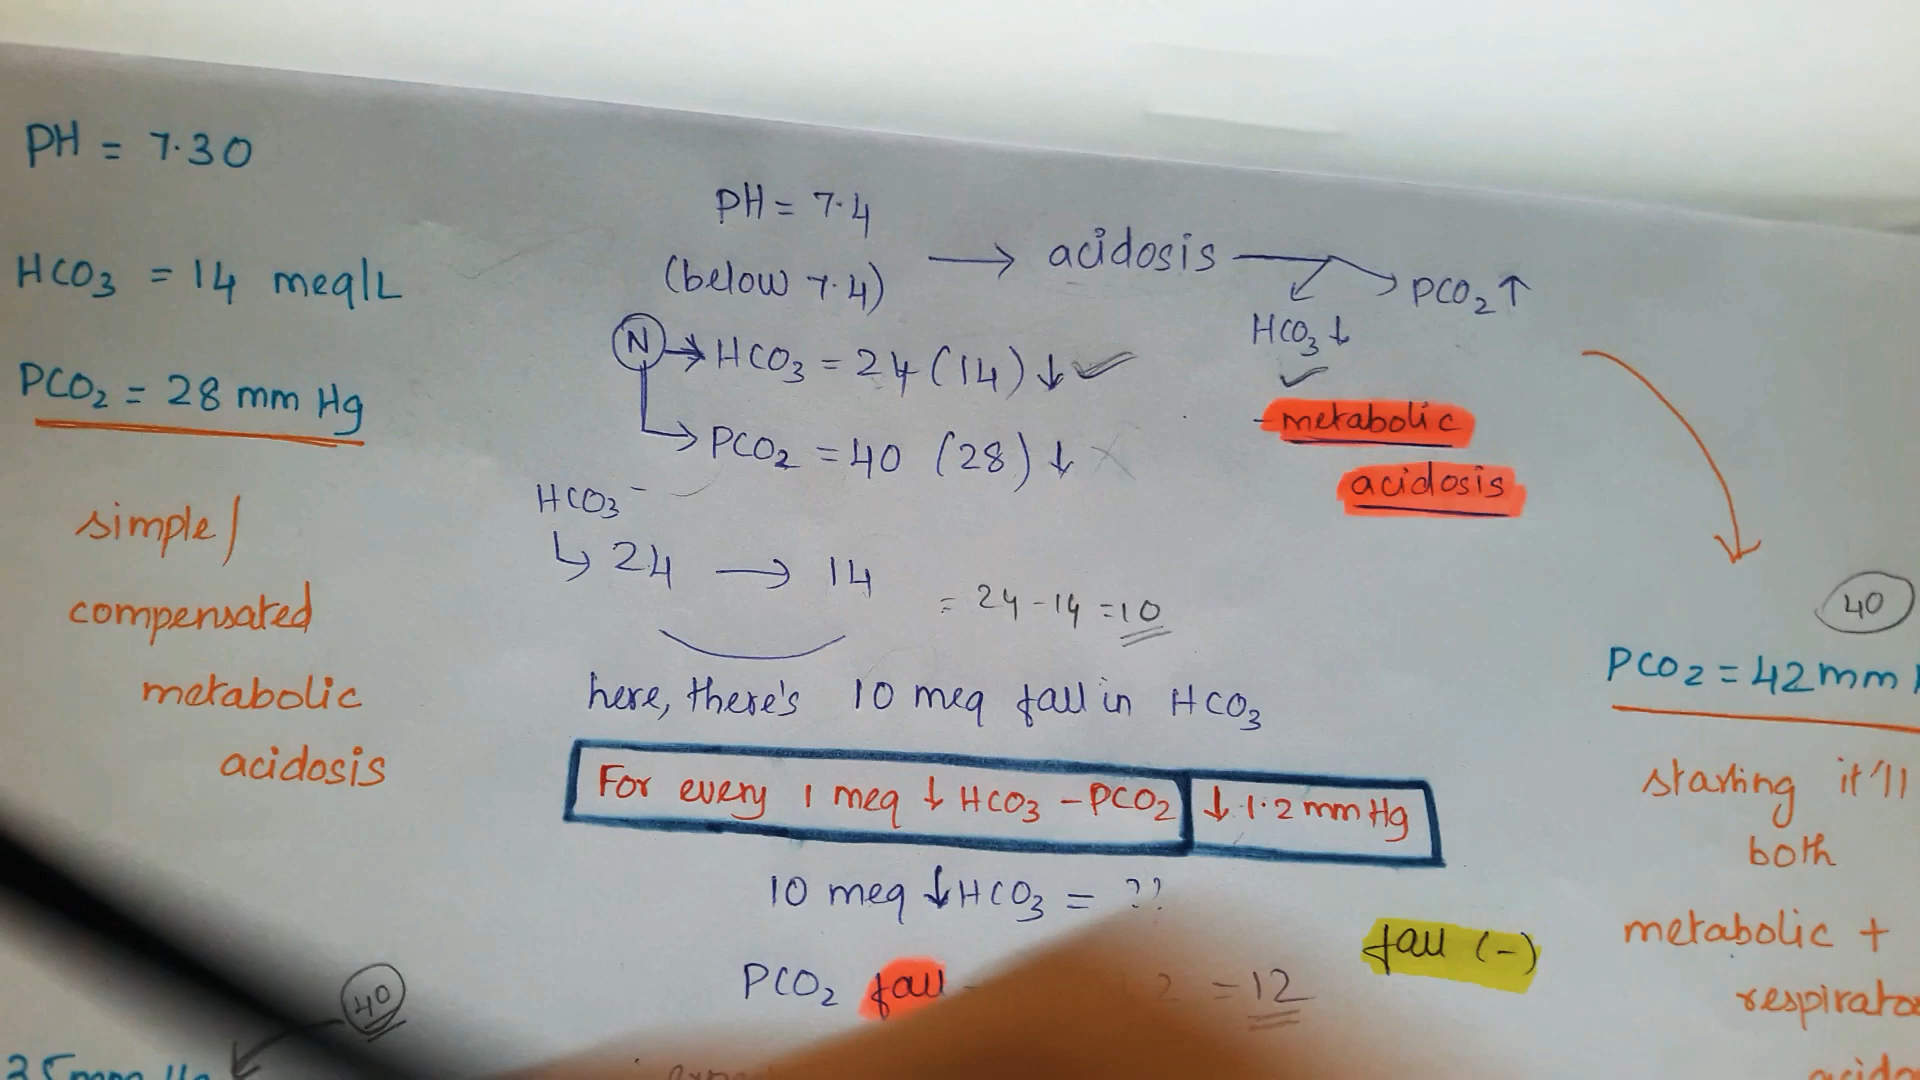 PH = 7.30
HCO3 = 14 meq/L
PCO2 = 28 mm Hg
simple/
compensated
metabolic
acidosis
PH = 7.4
(below 7.4) → acidosis
HCO3 ↓
PCO2 ↑
N → HCO3 = 24 (14) ↓ ✓
→ PCO2 = 40 (28) ↓ ×
- metabolic
acidosis
HCO3⁻
↳ 24 → 14
= 24 - 14 = 10
here, there's 10 meq fall in HCO3
For every 1 meq ↓ HCO3 - PCO2 ↓ 1.2 mm Hg
10 meq ↓ HCO3 = ??
PCO2 fall - 2 = 12
fall (-)
40
PCO2 = 42 mm
starting it'll
both
metabolic +
40